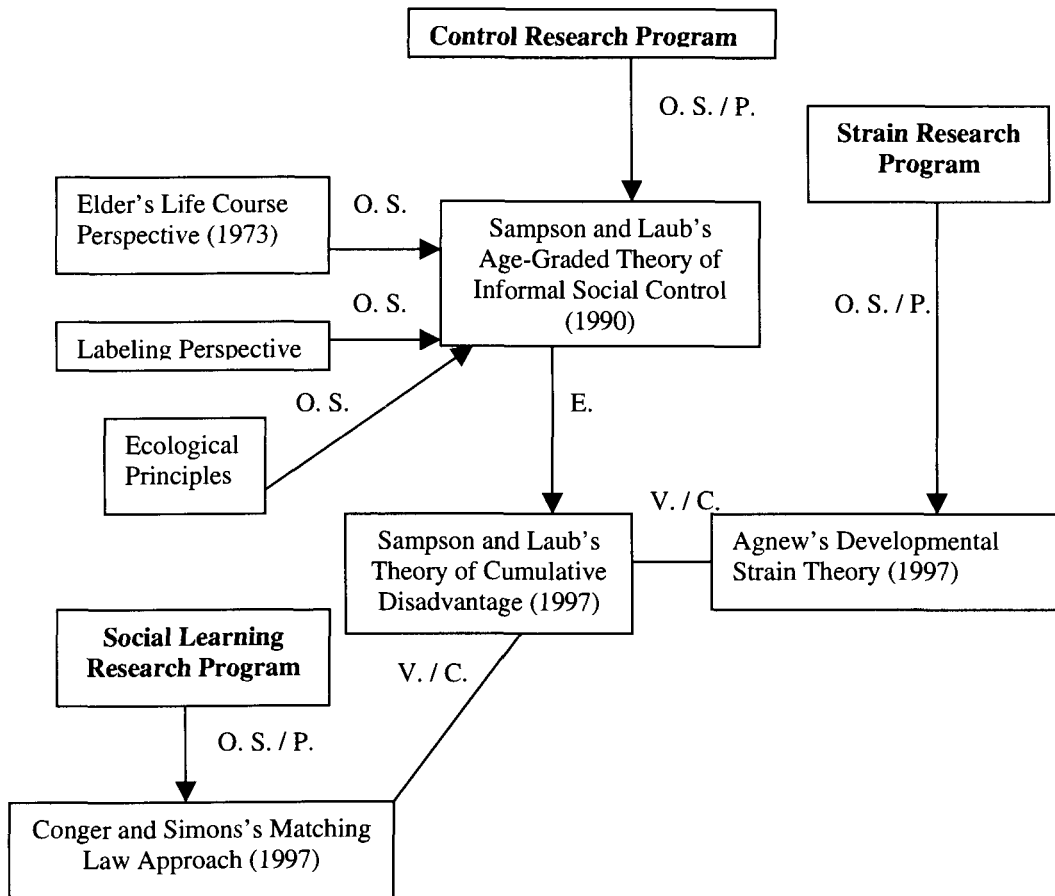 Control Research Program
O. S. / P.
Strain Research
Program
Elder's Life Course
Perspective (1973)
O. S.
Sampson and Laub's
Age-Graded Theory of
Informal Social Control
(1990)
O. S. / P.
O. S.
Labeling Perspective
O. S.
E.
Ecological
Principles
V. / C.
Sampson and Laub's
Theory of Cumulative
Disadvantage (1997)
Agnew's Developmental
Strain Theory (1997)
Social Learning
Research Program
V. / C.
O. S. / P.
Conger and Simons's Matching
Law Approach (1997)